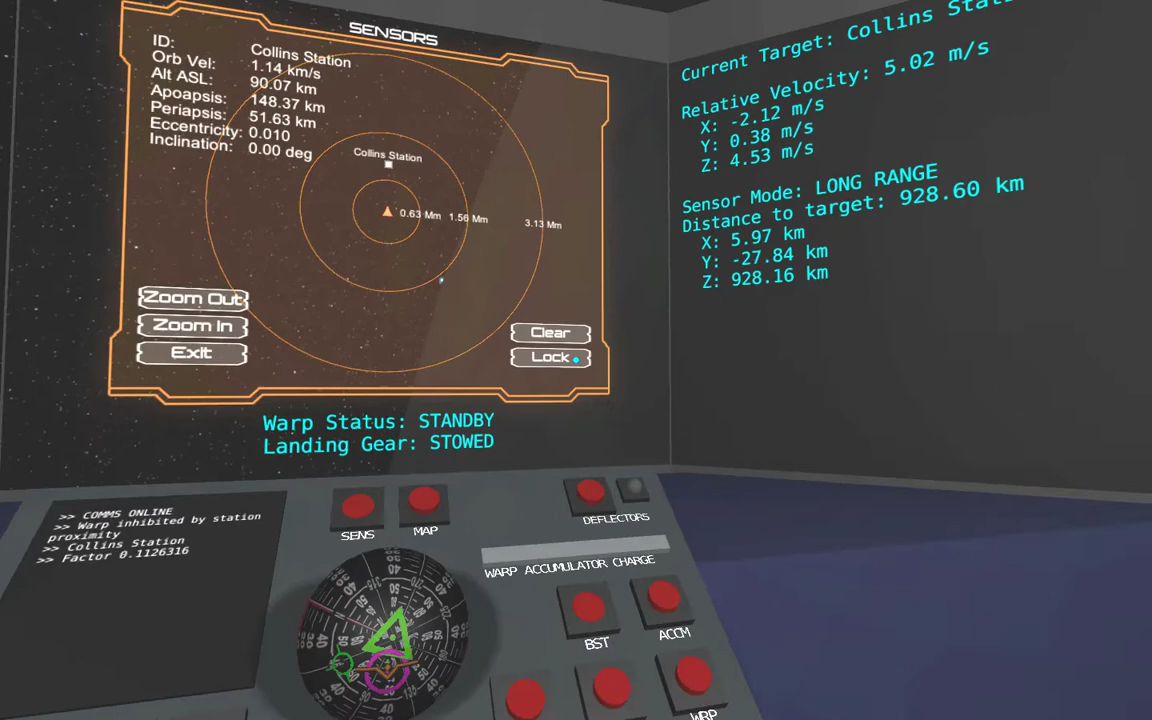 SENSORS
ID: Collins Station
Orb Vel: 1.14 km/s
Alt ASL: 90.07 km
Apoapsis: 148.37 km
Periapsis: 51.63 km
Eccentricity: 0.010
Inclination: 0.00 deg
Collins Station
0.63 Mm 1.56 Mm 3.13 Mm
Zoom Out
Zoom In
Exit
Clear
Lock
Warp Status: STANDBY
Landing Gear: STOWED
Current Target: Collins
Relative Velocity: 5.02 m/s
X: -2.12 m/s
Y: 0.38 m/s
Z: 4.53 m/s
Sensor Mode: LONG RANGE
Distance to target: 928.60 km
X: 5.97 km
Y: -27.84 km
Z: 928.16 km
>> COMMS ONLINE
>> Warp inhibited by station
proximity
>> Collins Station
>> Factor 0.1126316
SENS
MAP
DEFLECTORS
WARP ACCUMULATOR CHARGE
BST
ACCM
WRP